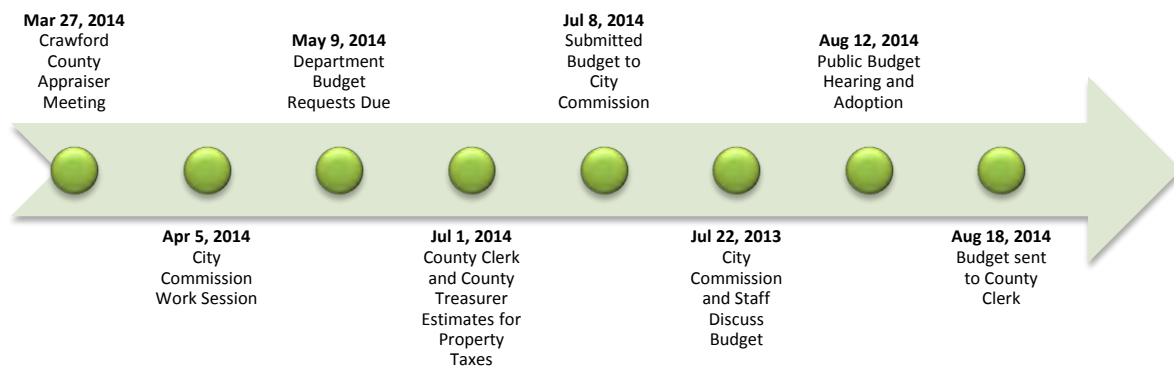 Mar 27, 2014
Crawford
County
Appraiser
Meeting
Apr 5, 2014
City
Commission
Work Session
May 9, 2014
Department
Budget
Requests Due
Jul 1, 2014
County Clerk
and County
Treasurer
Estimates for
Property
Taxes
Jul 8, 2014
Submitted
Budget to
City
Commission
Jul 22, 2013
City
Commission
and Staff
Discuss
Budget
Aug 12, 2014
Public Budget
Hearing and
Adoption
Aug 18, 2014
Budget sent
to County
Clerk